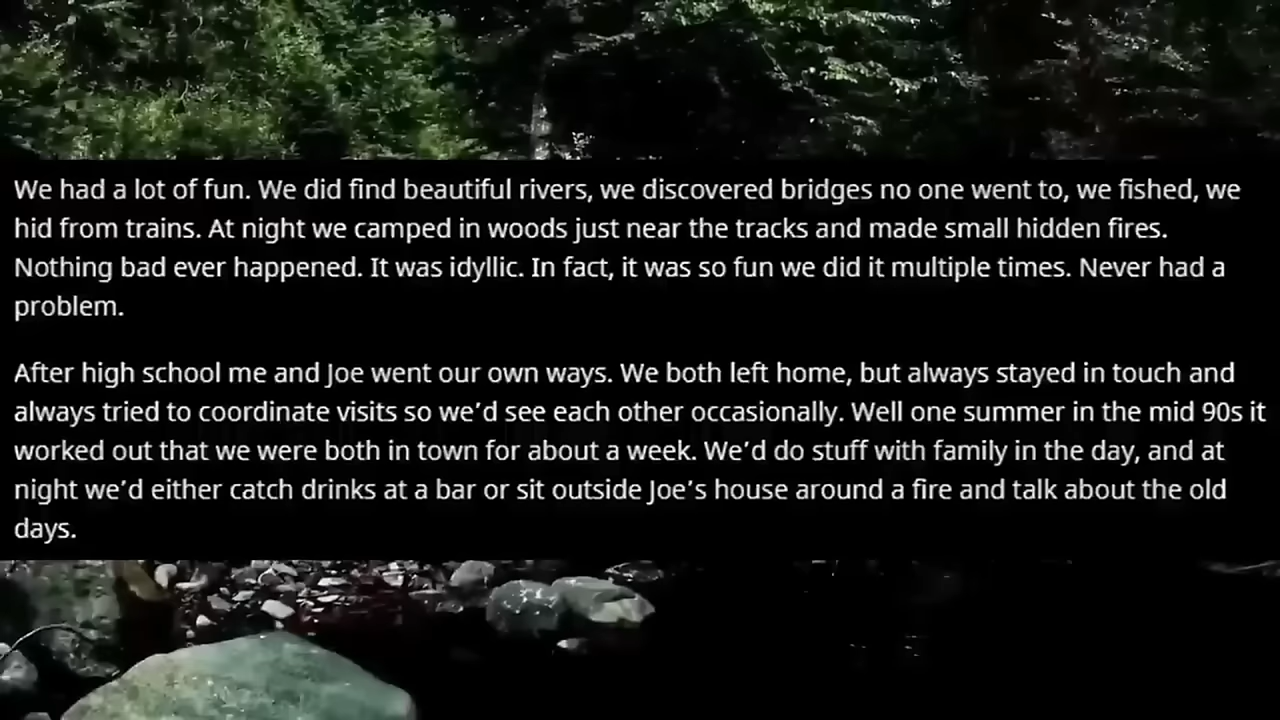 We had a lot of fun. We did find beautiful rivers, we discovered bridges no one went to, we fished, we
hid from trains. At night we camped in woods just near the tracks and made small hidden fires.
Nothing bad ever happened. It was idyllic. In fact, it was so fun we did it multiple times. Never had a
problem.
After high school me and Joe went our own ways. We both left home, but always stayed in touch and
always tried to coordinate visits so we’d see each other occasionally. Well one summer in the mid 90s it
worked out that we were both in town for about a week. We’d do stuff with family in the day, and at
night we’d either catch drinks at a bar or sit outside Joe’s house around a fire and talk about the old
days.